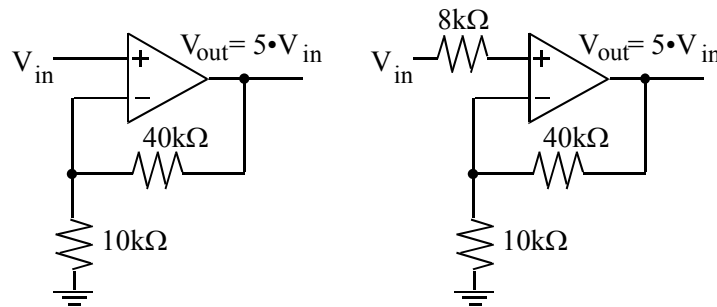 V_in
+
−
V_out = 5•V_in
40kΩ
10kΩ
8kΩ
V_in
+
−
V_out = 5•V_in
40kΩ
10kΩ